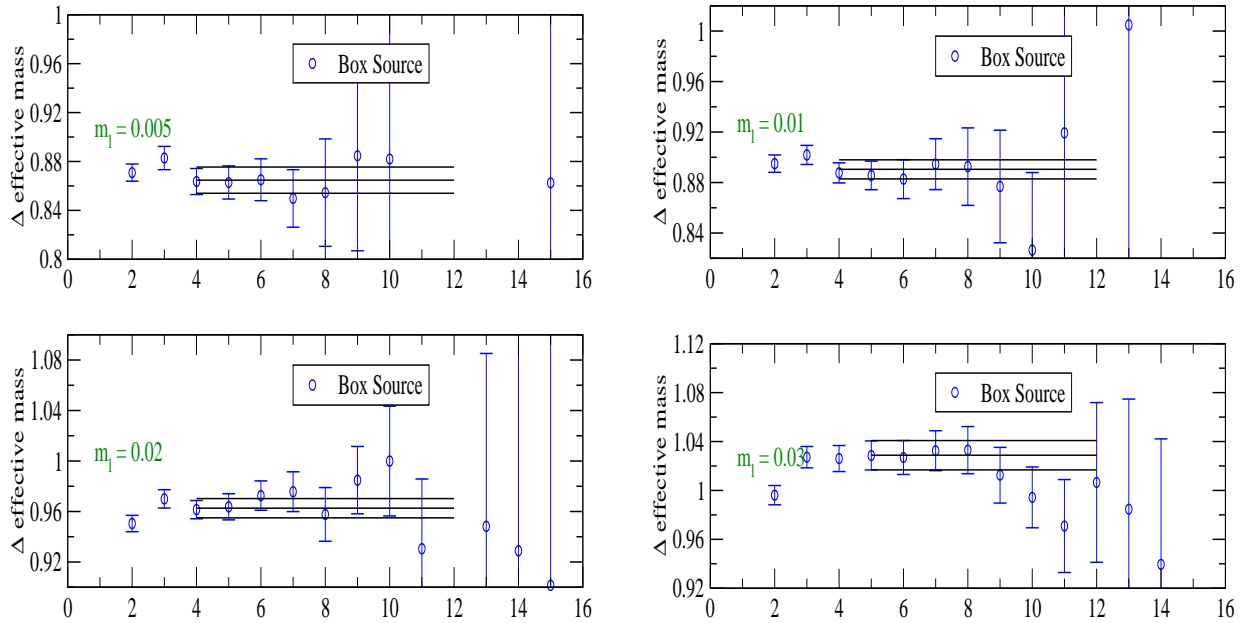 1
0.96
0.92
0.88
0.84
0.8
Δ effective mass
Box Source
m_l = 0.005
0 2 4 6 8 10 12 14 16
1
0.96
0.92
0.88
0.84
Δ effective mass
Box Source
m_l = 0.01
0 2 4 6 8 10 12 14 16
1.08
1.04
1
0.96
0.92
Δ effective mass
Box Source
m_l = 0.02
0 2 4 6 8 10 12 14 16
1.12
1.08
1.04
1
0.96
0.92
Δ effective mass
Box Source
m_l = 0.03
0 2 4 6 8 10 12 14 16